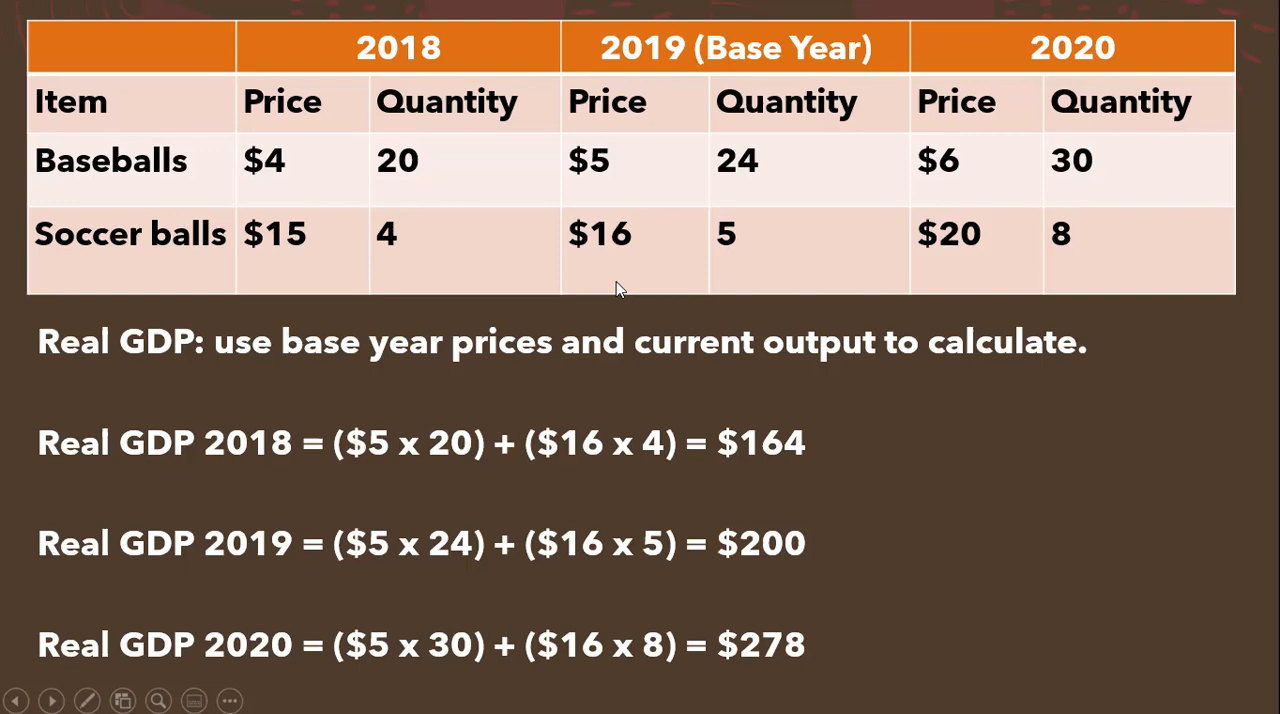 2018 2019 (Base Year) 2020
Item Price Quantity Price Quantity Price Quantity
Baseballs $4 20 $5 24 $6 30
Soccer balls $15 4 $16 5 $20 8
Real GDP: use base year prices and current output to calculate.
Real GDP 2018 = ($5 x 20) + ($16 x 4) = $164
Real GDP 2019 = ($5 x 24) + ($16 x 5) = $200
Real GDP 2020 = ($5 x 30) + ($16 x 8) = $278